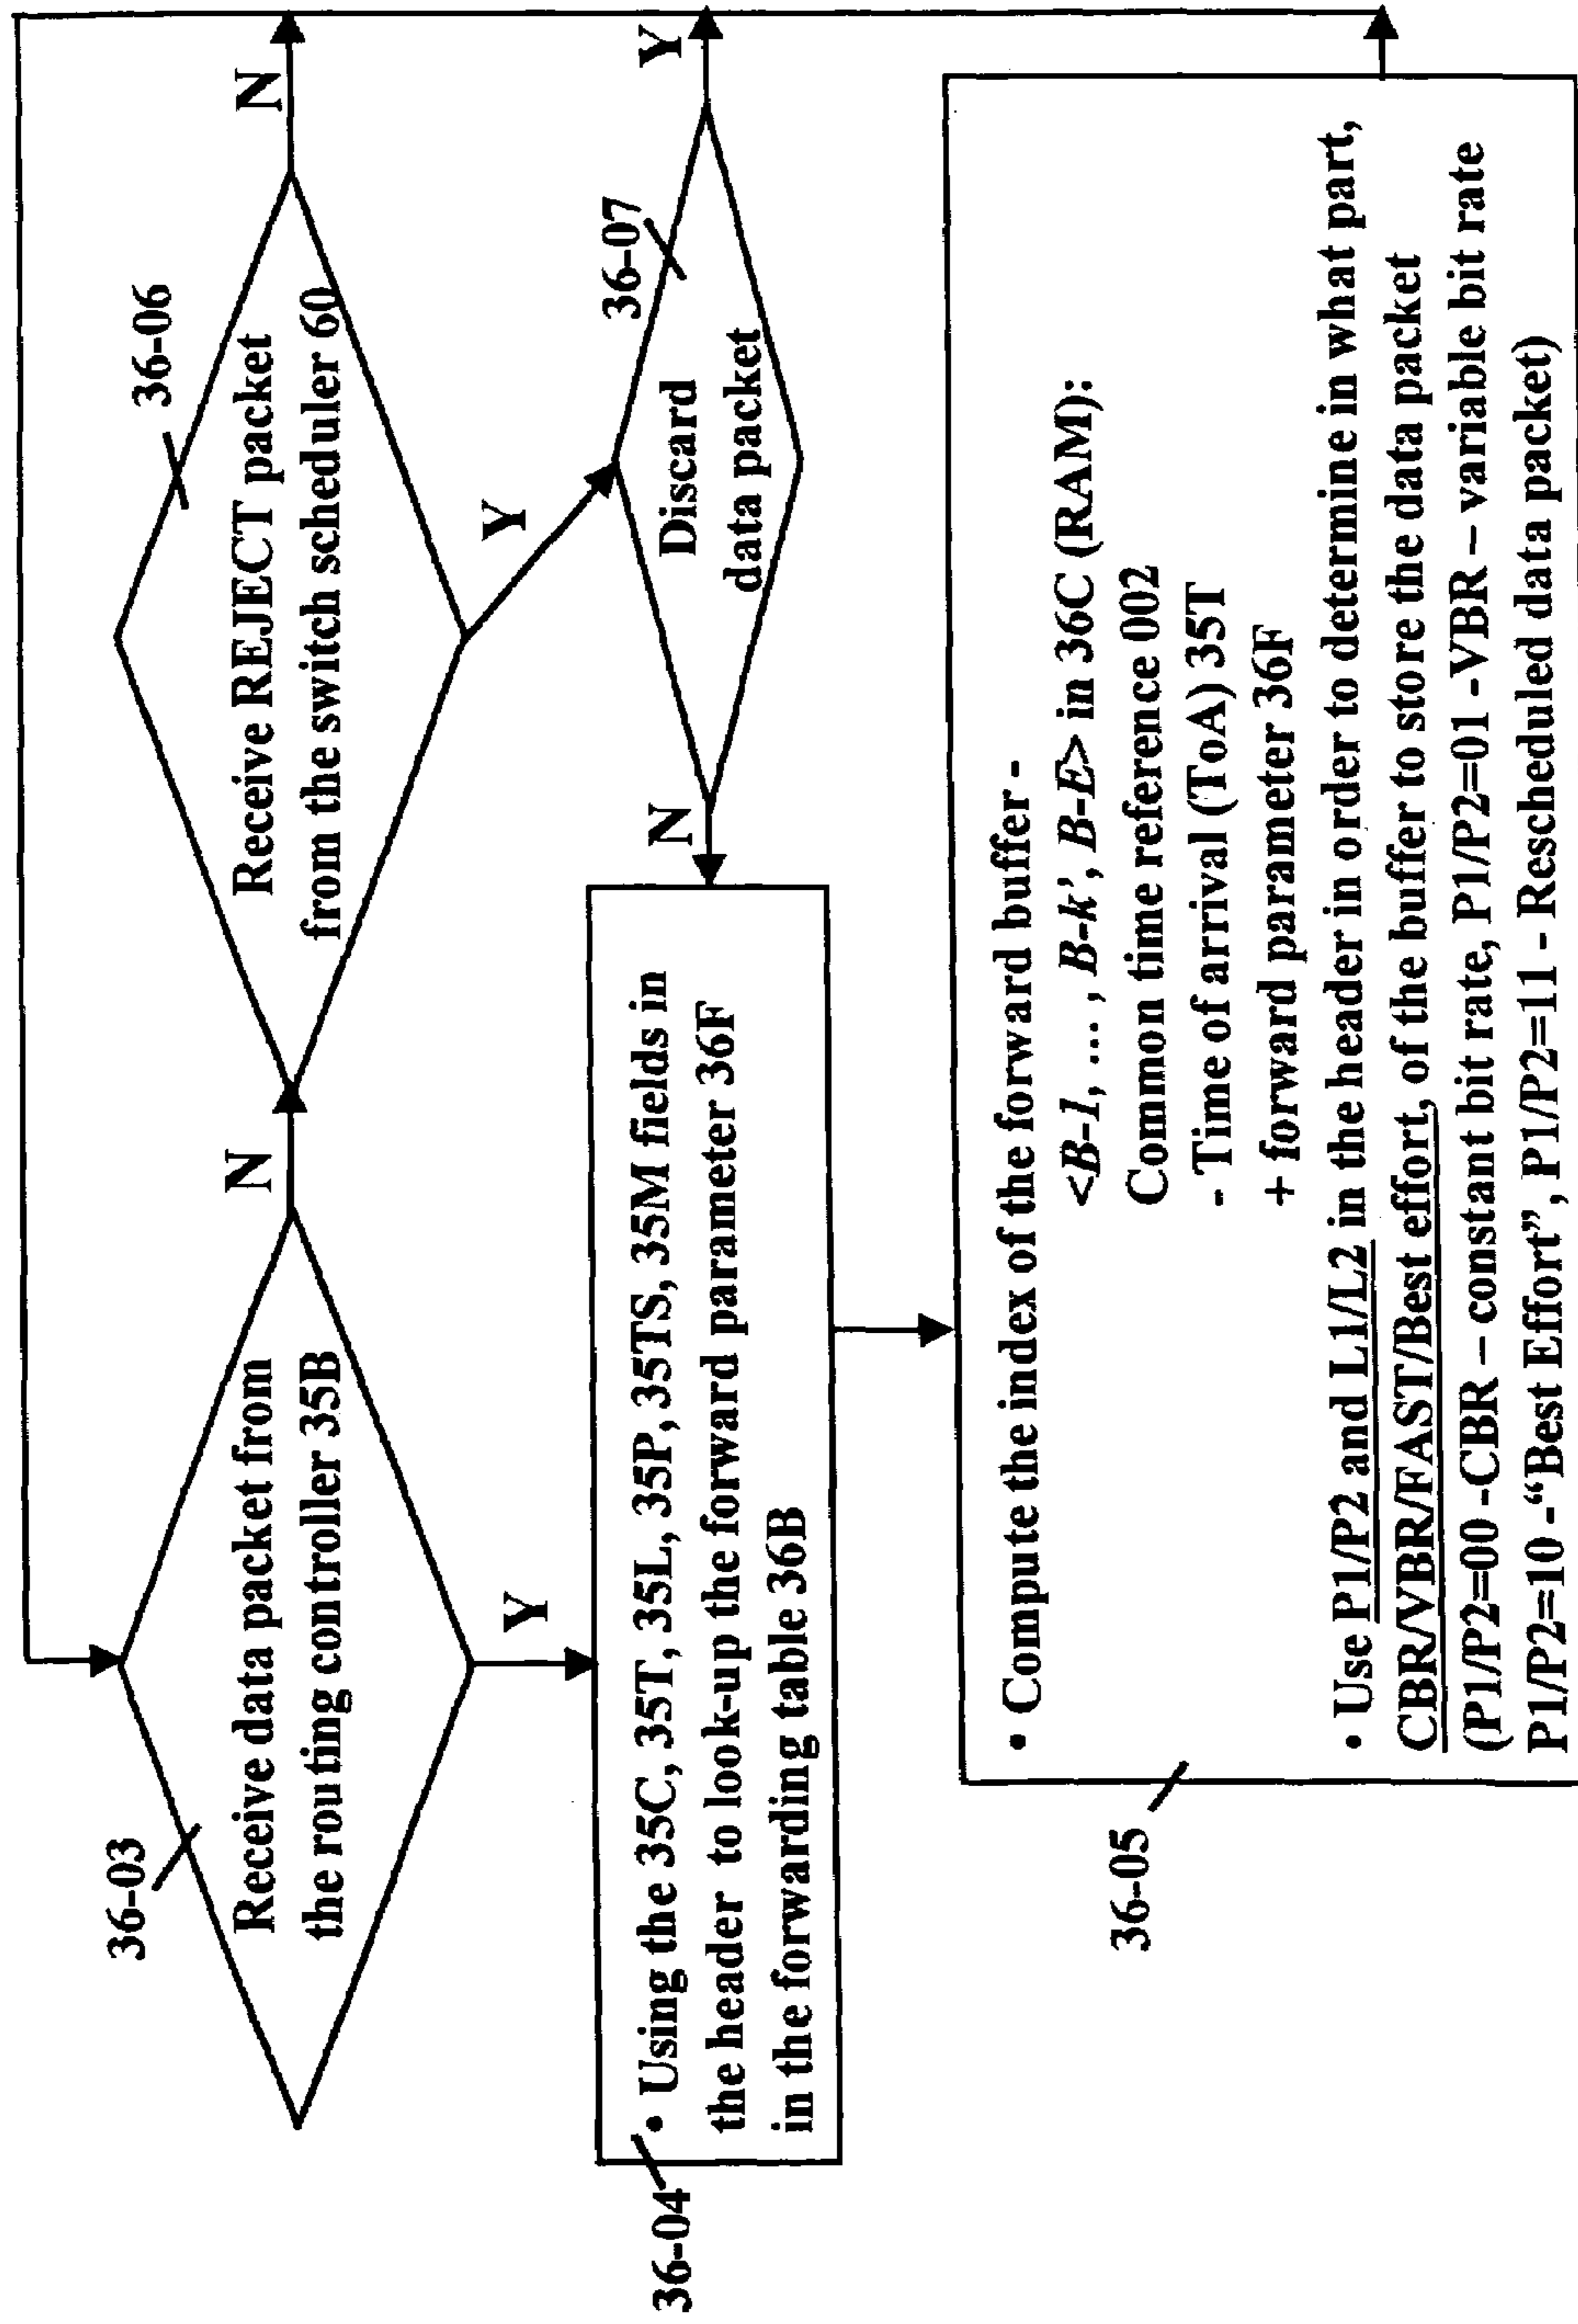 36-03
Receive data packet from
the routing controller 35B
N
Y
36-06
Receive REJECT packet
from the switch scheduler 60
N
Y
36-07
Discard
data packet
Y
N
36-04
• Using the 35C, 35T, 35L, 35P, 35TS, 35M fields in
the header to look-up the forward parameter 36F
in the forwarding table 36B
36-05
• Compute the index of the forward buffer -
<B-1, ... , B-k', B-E> in 36C (RAM):
Common time reference 002
- Time of arrival (ToA) 35T
+ forward parameter 36F
• Use P1/P2 and L1/L2 in the header in order to determine in what part,
CBR/VBR/FAST/Best effort, of the buffer to store the data packet
(P1/P2=00 -CBR – constant bit rate, P1/P2=01 -VBR – variable bit rate
P1/P2=10 -“Best Effort”, P1/P2=11 - Rescheduled data packet)